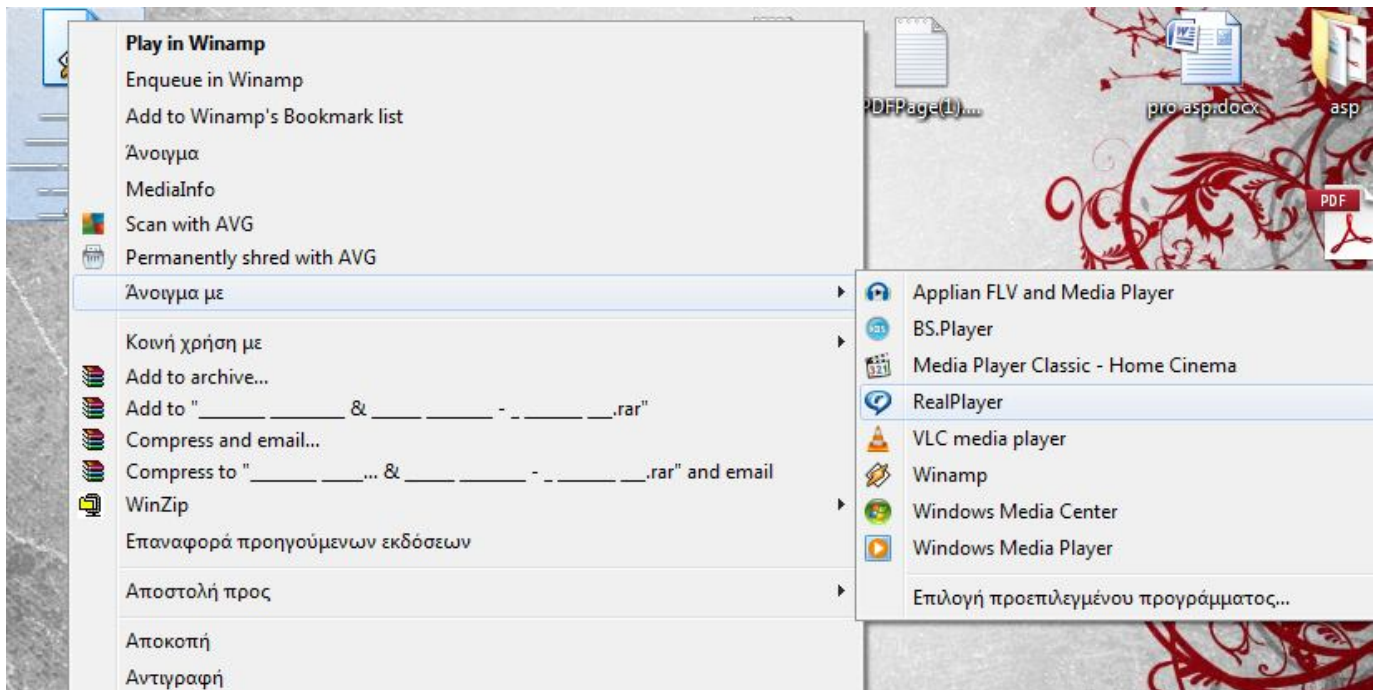 Play in Winamp
Enqueue in Winamp
Add to Winamp's Bookmark list
Άνοιγμα
MediaInfo
Scan with AVG
Permanently shred with AVG
Άνοιγμα με
Κοινή χρήση με
Add to archive...
Add to "______ _______ & _____ ______ - _ ______ __.rar"
Compress and email...
Compress to "______ ____... & _____ ______ - _ ______ __.rar" and email
WinZip
Επαναφορά προηγούμενων εκδόσεων
Αποστολή προς
Αποκοπή
Αντιγραφή
Applian FLV and Media Player
BS.Player
Media Player Classic - Home Cinema
RealPlayer
VLC media player
Winamp
Windows Media Center
Windows Media Player
Επιλογή προεπιλεγμένου προγράμματος...
PDFPage(1)....
pro asp.docx
asp
PDF